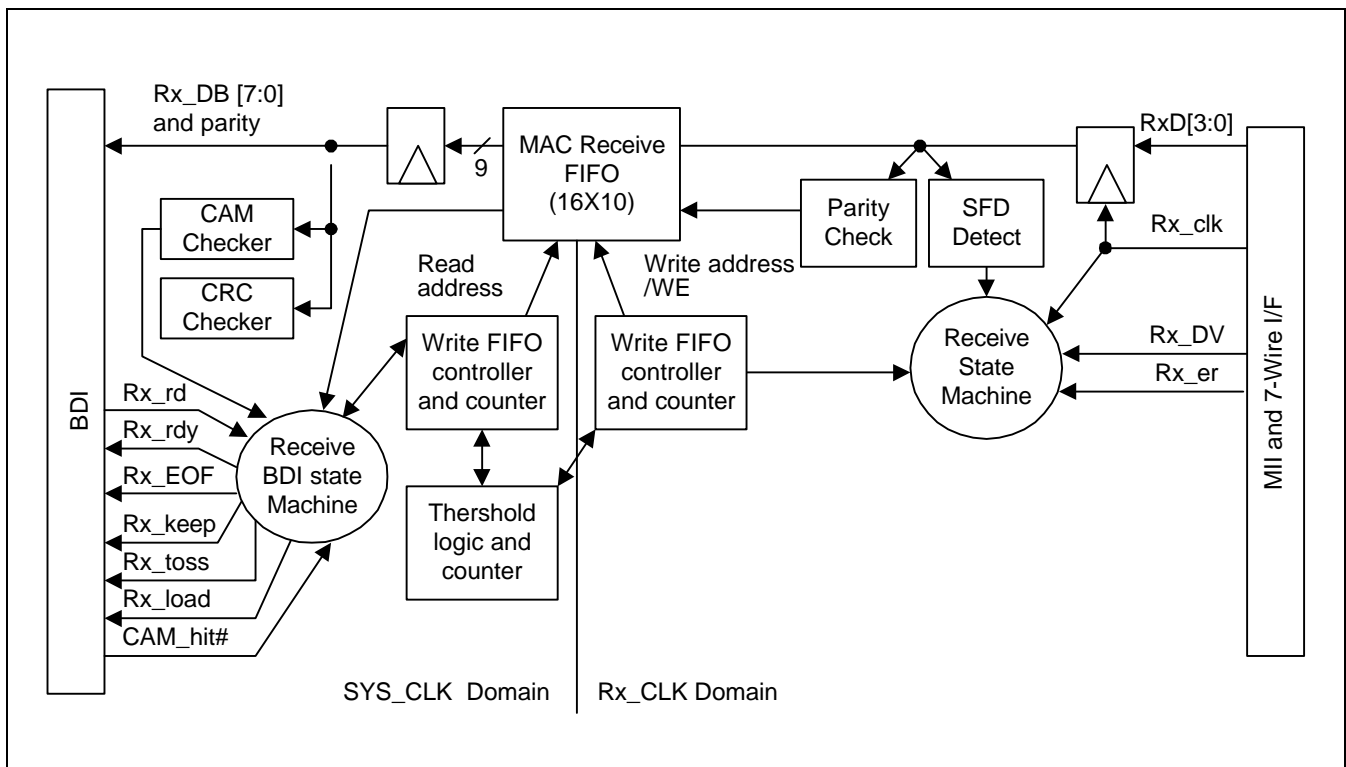 Rx_DB [7:0]
and parity
9
MAC Receive
FIFO
(16X10)
RxD[3:0]
CAM
Checker
CRC
Checker
Parity
Check
SFD
Detect
Rx_clk
Read
address
Write address
/WE
Write FIFO
controller
and counter
Write FIFO
controller
and counter
Receive
State
Machine
Rx_DV
Rx_er
BDI
MII and 7-Wire I/F
Rx_rd
Rx_rdy
Rx_EOF
Rx_keep
Rx_toss
Rx_load
CAM_hit#
Receive
BDI state
Machine
Thershold
logic and
counter
SYS_CLK Domain
Rx_CLK Domain